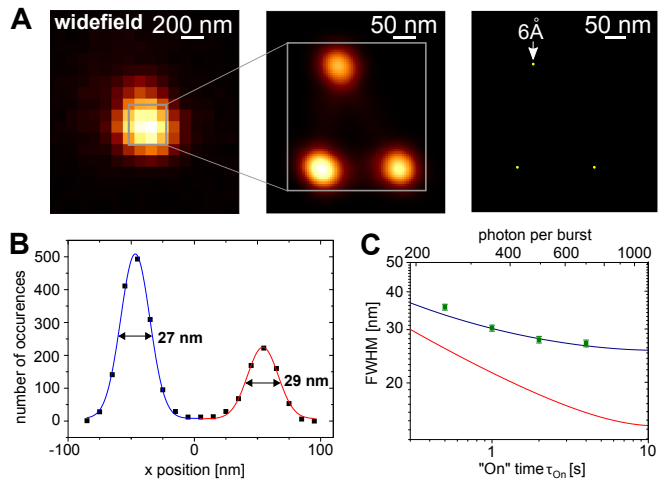 A
widefield
200 nm
50 nm
50 nm
6Å
B
number of occurences
500
400
300
200
100
0
27 nm
29 nm
-100
-50
0
50
100
x position [nm]
C
photon per burst
200
400
600
1000
FWHM [nm]
50
40
30
20
1
10
"On" time τOn [s]